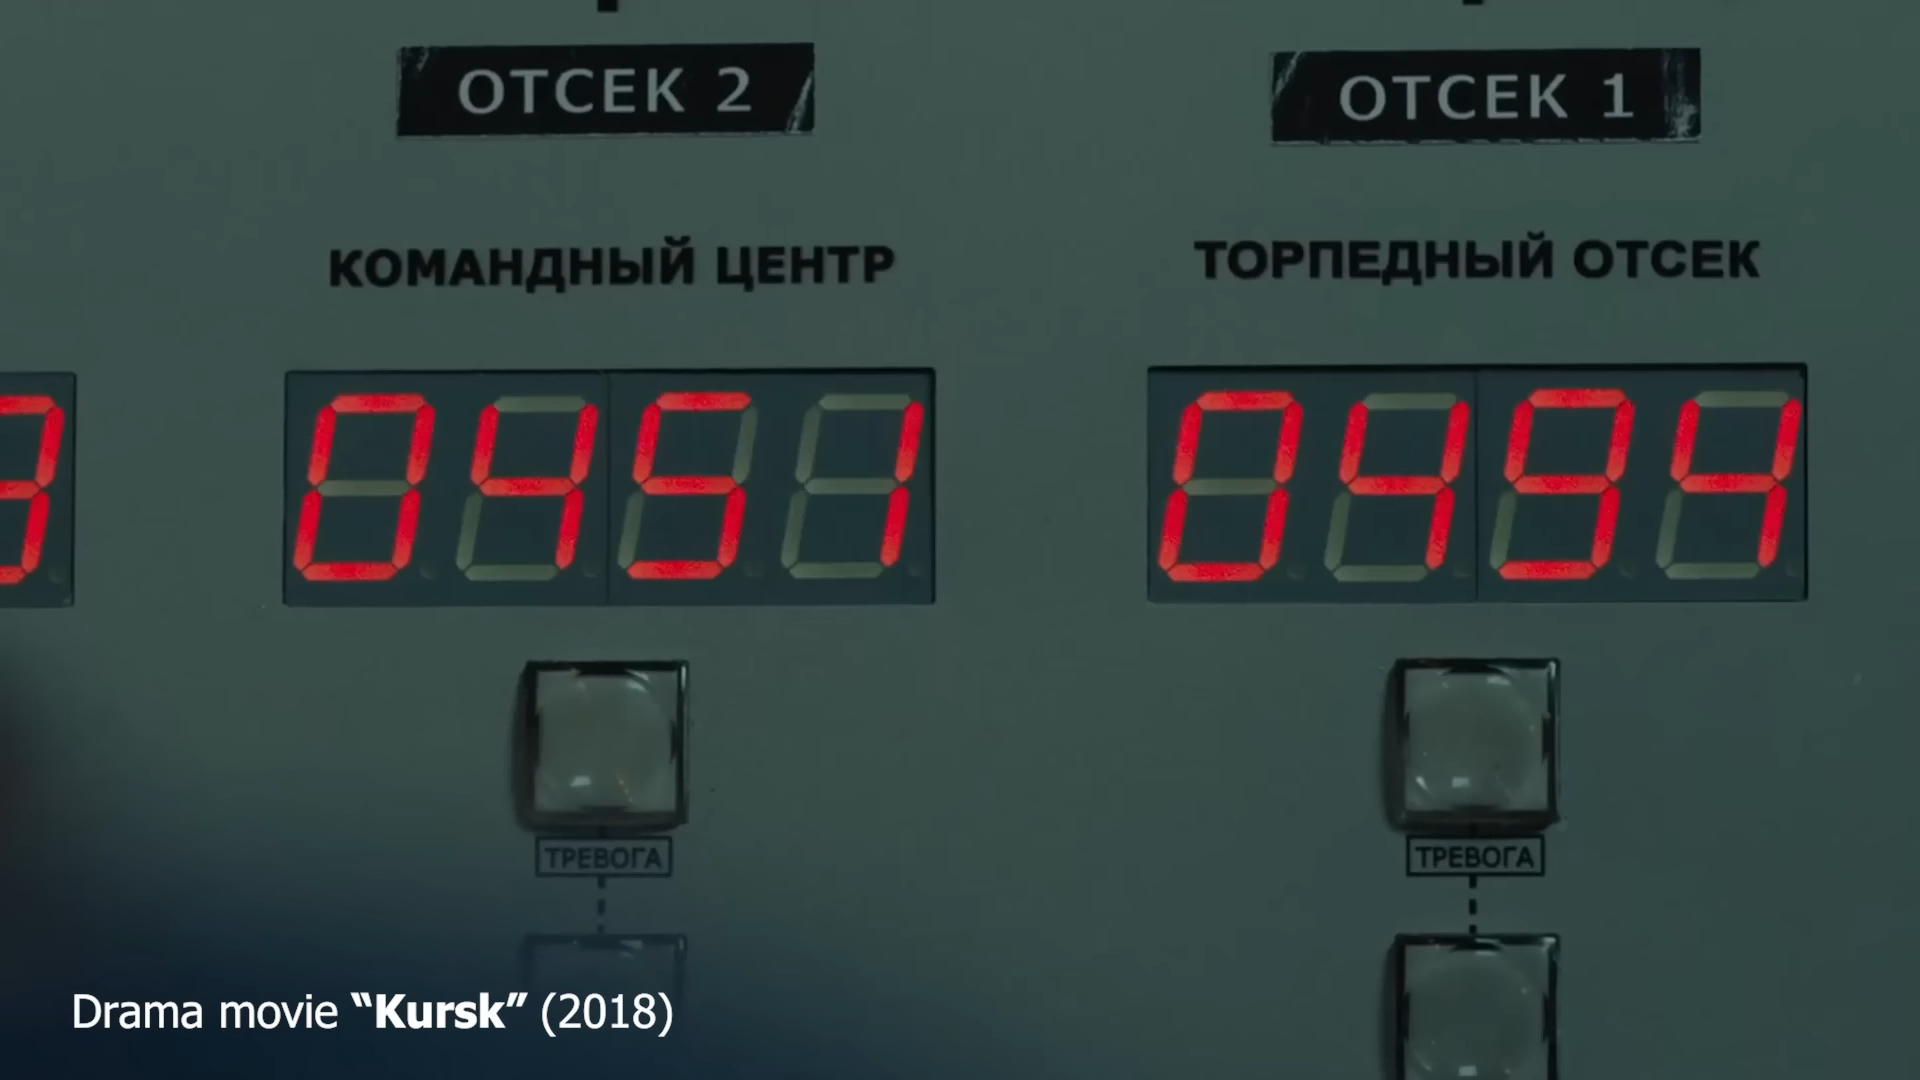 ОТСЕК 2
ОТСЕК 1
КОМАНДНЫЙ ЦЕНТР
ТОРПЕДНЫЙ ОТСЕК
0451
0494
ТРЕВОГА
ТРЕВОГА
Drama movie “Kursk” (2018)